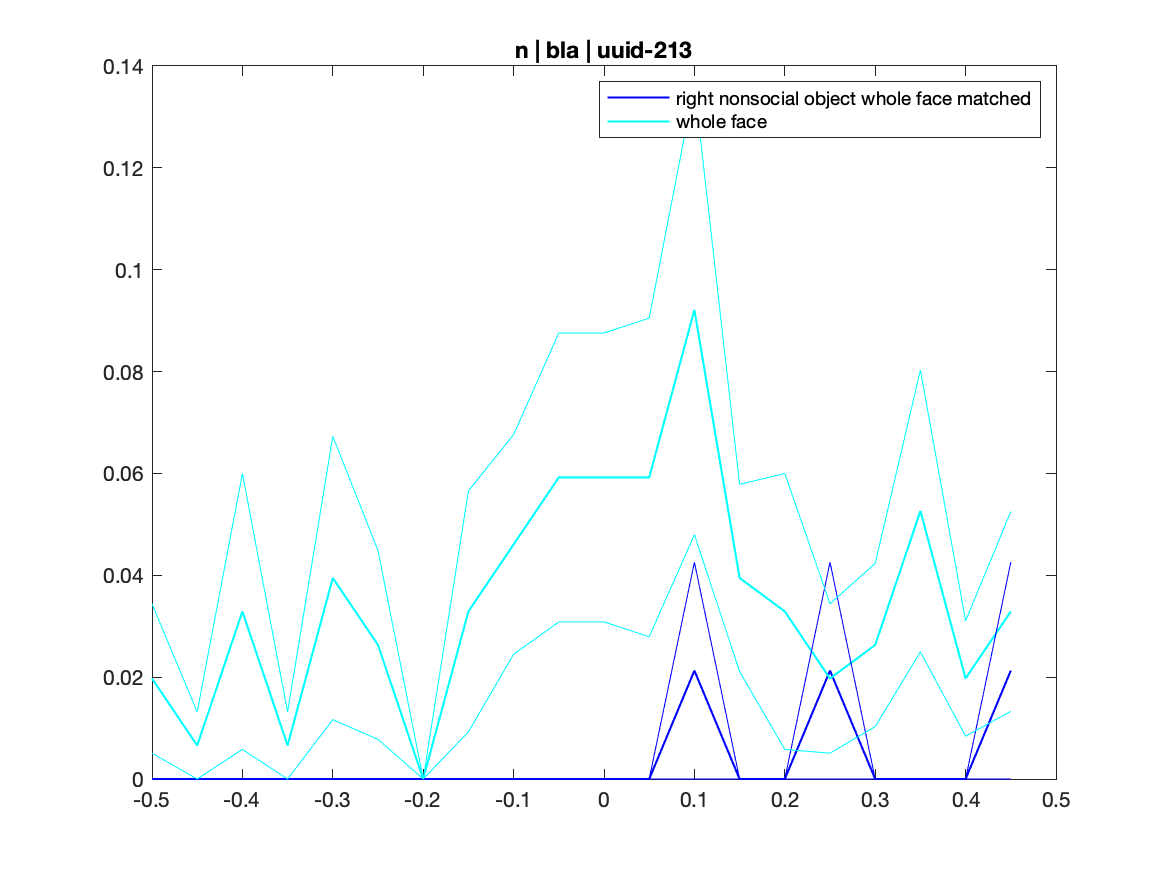 n | bla | uuid-213
right nonsocial object whole face matched
whole face
0.14
0.12
0.1
0.08
0.06
0.04
0.02
0
-0.5 -0.4 -0.3 -0.2 -0.1 0 0.1 0.2 0.3 0.4 0.5